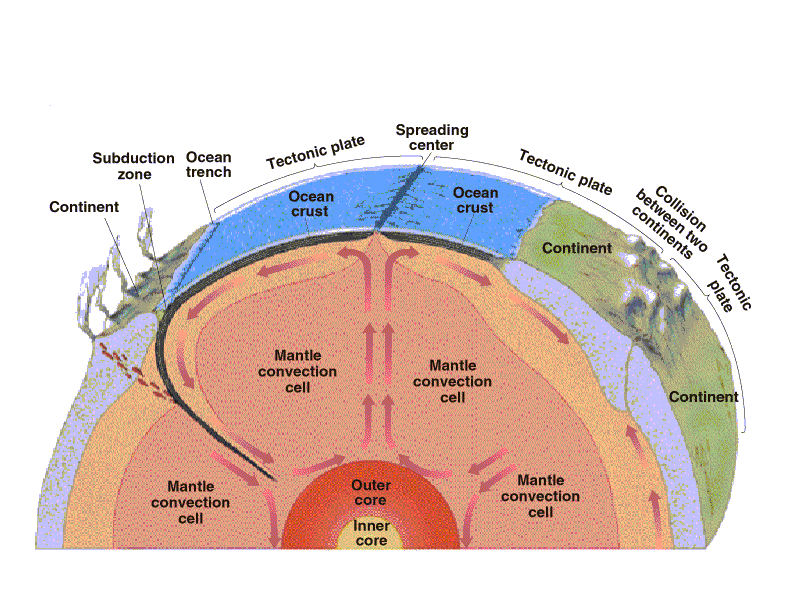 Spreading
center
Tectonic plate
Tectonic plate
Subduction
zone
Ocean
trench
Collision
between two
continents
Continent
Ocean
crust
Ocean
crust
Continent
Tectonic
plate
Mantle
convection
cell
Mantle
convection
cell
Continent
Mantle
convection
cell
Outer
core
Mantle
convection
cell
Inner
core